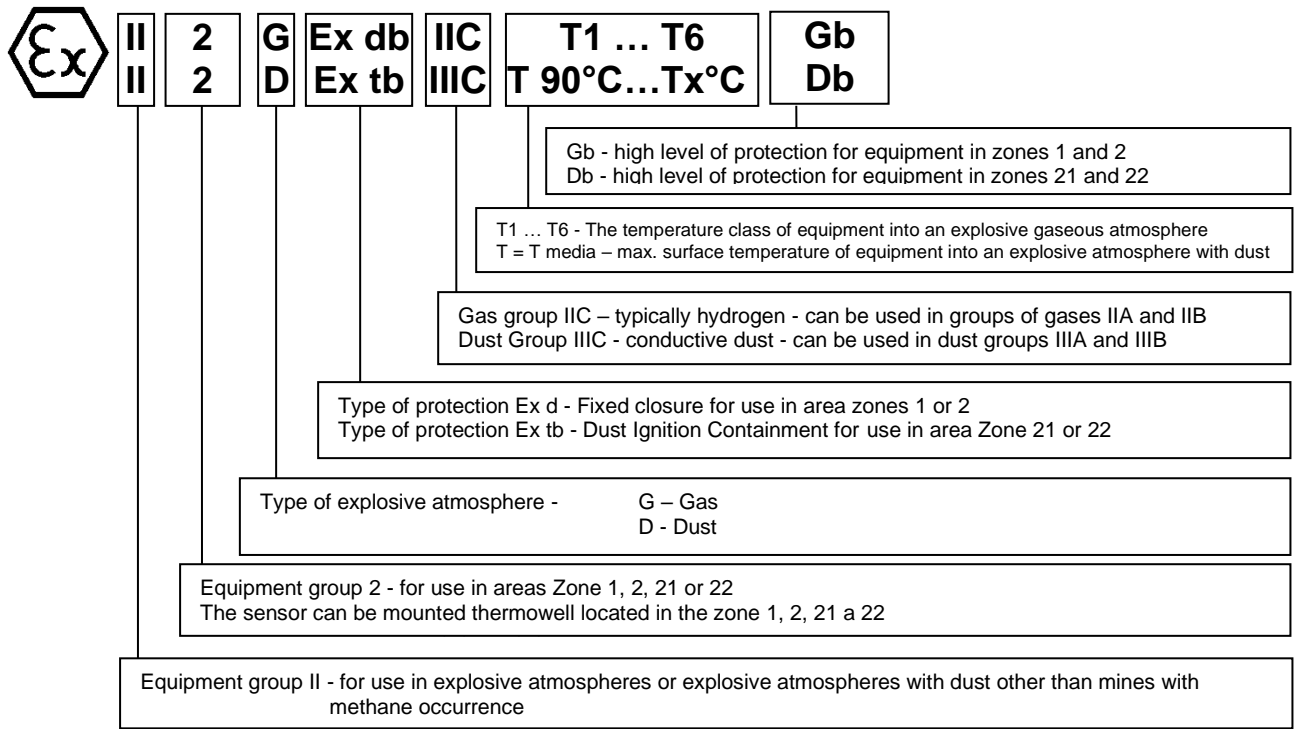 Ex II 2 G Ex db IIC T1 … T6 Gb
II 2 D Ex tb IIIC T 90°C…Tx°C Db
Gb - high level of protection for equipment in zones 1 and 2
Db - high level of protection for equipment in zones 21 and 22
T1 … T6 - The temperature class of equipment into an explosive gaseous atmosphere
T = T media – max. surface temperature of equipment into an explosive atmosphere with dust
Gas group IIC – typically hydrogen - can be used in groups of gases IIA and IIB
Dust Group IIIC - conductive dust - can be used in dust groups IIIA and IIIB
Type of protection Ex d - Fixed closure for use in area zones 1 or 2
Type of protection Ex tb - Dust Ignition Containment for use in area Zone 21 or 22
Type of explosive atmosphere - G – Gas
D - Dust
Equipment group 2 - for use in areas Zone 1, 2, 21 or 22
The sensor can be mounted thermowell located in the zone 1, 2, 21 a 22
Equipment group II - for use in explosive atmospheres or explosive atmospheres with dust other than mines with
methane occurrence